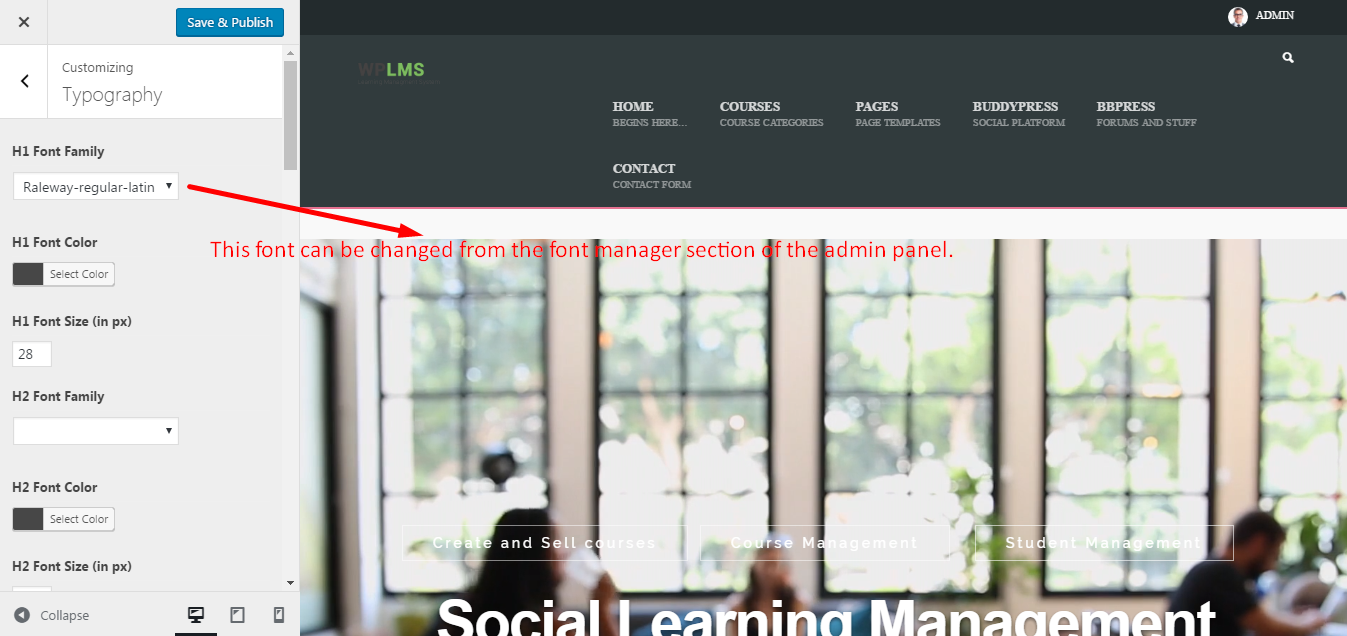 Save & Publish
Customizing
Typography
H1 Font Family
Raleway-regular-latin
H1 Font Color
Select Color
H1 Font Size (in px)
28
H2 Font Family
H2 Font Color
Select Color
H2 Font Size (in px)
Collapse
ADMIN
WPLMS
HOME COURSES PAGES BUDDYPRESS BBPRESS
BEGINS HERE... COURSE CATEGORIES PAGE TEMPLATES SOCIAL PLATFORM FORUMS AND STUFF
CONTACT
CONTACT FORM
This font can be changed from the font manager section of the admin panel.
Create and Sell courses Course Management Student Management
Social Learning Management